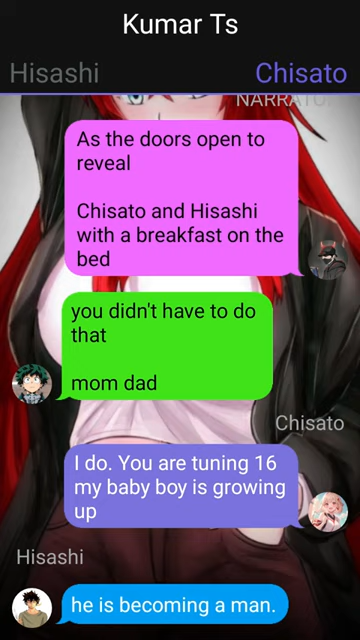 Kumar Ts
Hisashi
Chisato
As the doors open to
reveal
Chisato and Hisashi
with a breakfast on the
bed
you didn't have to do
that
mom dad
Chisato
I do. You are tuning 16
my baby boy is growing
up
Hisashi
he is becoming a man.